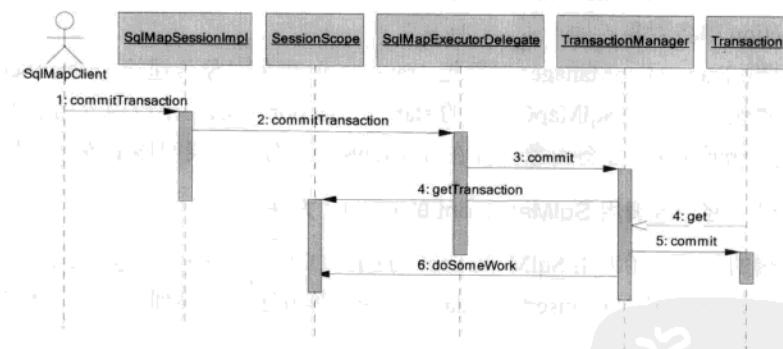 SqlMapSessionImpl
SessionScope
SqlMapExecutorDelegate
TransactionManager
Transaction
SqlMapClient
1: commitTransaction
2: commitTransaction
3: commit
4: getTransaction
4: get
5: commit
6: doSomeWork